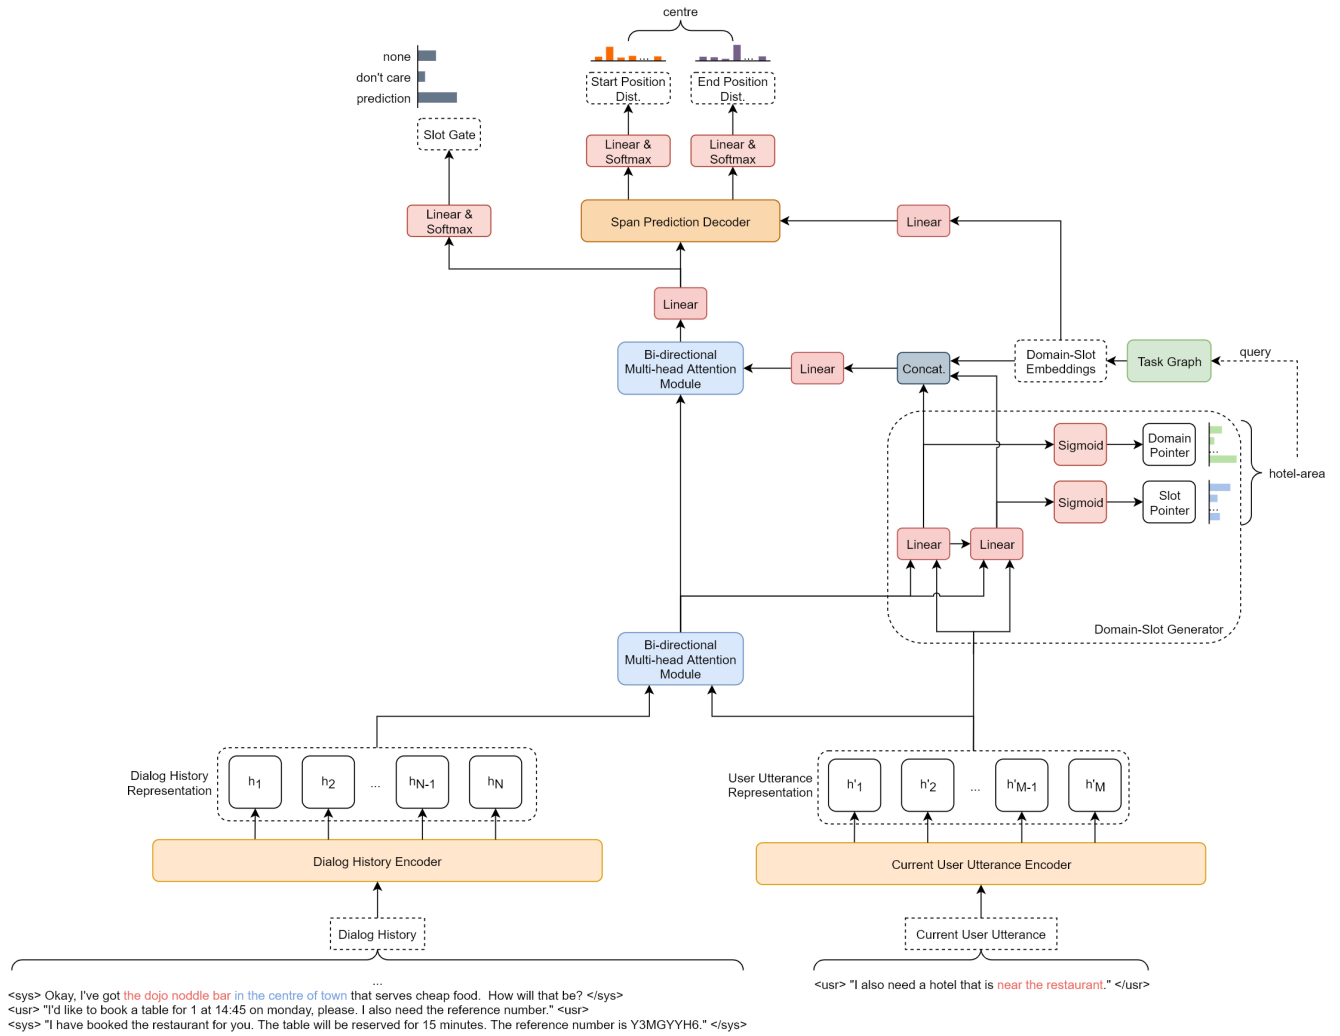 centre
none
don't care
prediction
Slot Gate
Start Position
Dist.
End Position
Dist.
Linear &
Softmax
Linear &
Softmax
Linear &
Softmax
Span Prediction Decoder
Linear
Linear
Bi-directional
Multi-head Attention
Module
Linear
Concat.
Domain-Slot
Embeddings
Task Graph
query
Sigmoid
Domain
Pointer
...
hotel-area
Sigmoid
Slot
Pointer
...
Linear
Linear
Domain-Slot Generator
Bi-directional
Multi-head Attention
Module
Dialog History
Representation
h1
h2
...
hN-1
hN
User Utterance
Representation
h'1
h'2
...
h'M-1
h'M
Dialog History Encoder
Current User Utterance Encoder
Dialog History
Current User Utterance
...
<sys> Okay, I've got the dojo noddle bar in the centre of town that serves cheap food. How will that be? </sys>
<usr> "I'd like to book a table for 1 at 14:45 on monday, please. I also need the reference number." <usr>
<sys> "I have booked the restaurant for you. The table will be reserved for 15 minutes. The reference number is Y3MGYYH6." </sys>
<usr> "I also need a hotel that is near the restaurant." </usr>